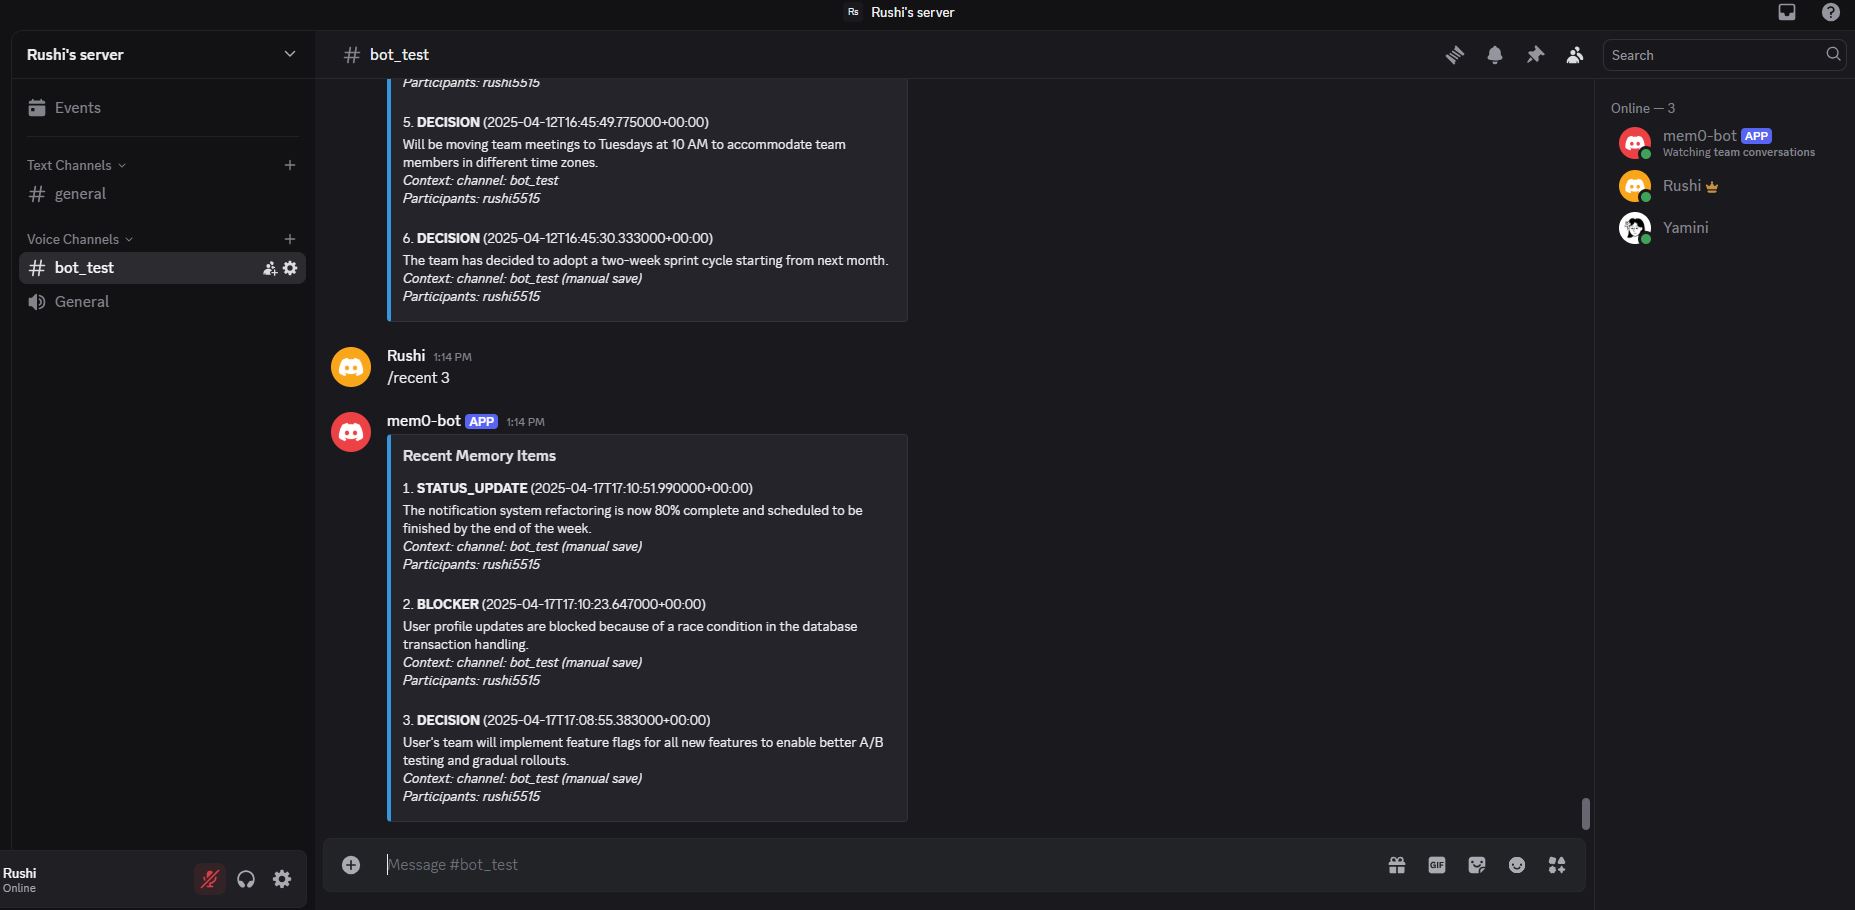 Rs Rushi's server
Rushi's server
Events
Text Channels
general
Voice Channels
bot_test
General
Rushi
Online
bot_test
Search
Participants: rushi5515
5. DECISION (2025-04-12T16:45:49.775000+00:00)
Will be moving team meetings to Tuesdays at 10 AM to accommodate team
members in different time zones.
Context: channel: bot_test
Participants: rushi5515
6. DECISION (2025-04-12T16:45:30.333000+00:00)
The team has decided to adopt a two-week sprint cycle starting from next month.
Context: channel: bot_test (manual save)
Participants: rushi5515
Rushi 1:14 PM
/recent 3
mem0-bot APP 1:14 PM
Recent Memory Items
1. STATUS_UPDATE (2025-04-17T17:10:51.990000+00:00)
The notification system refactoring is now 80% complete and scheduled to be
finished by the end of the week.
Context: channel: bot_test (manual save)
Participants: rushi5515
2. BLOCKER (2025-04-17T17:10:23.647000+00:00)
User profile updates are blocked because of a race condition in the database
transaction handling.
Context: channel: bot_test (manual save)
Participants: rushi5515
3. DECISION (2025-04-17T17:08:55.383000+00:00)
User's team will implement feature flags for all new features to enable better A/B
testing and gradual rollouts.
Context: channel: bot_test (manual save)
Participants: rushi5515
Message #bot_test
GIF
Online — 3
mem0-bot APP
Watching team conversations
Rushi
Yamini